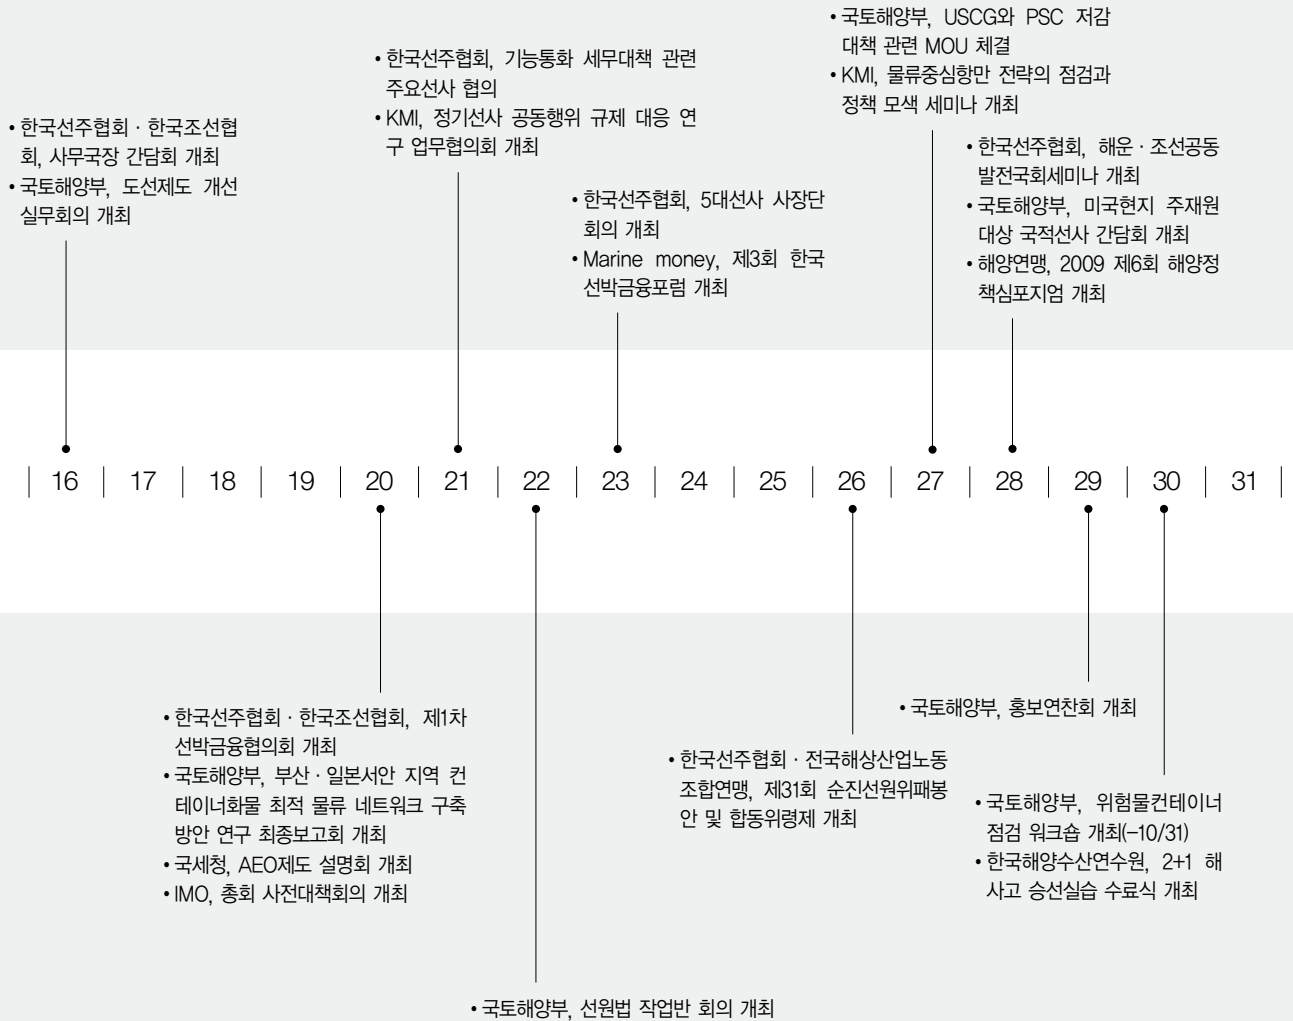 • 한국선주협회 · 한국조선협
회, 사무국장 간담회 개최
• 국토해양부, 도선제도 개선
실무회의 개최
• 한국선주협회, 기능통화 세무대책 관련
주요선사 협의
• KMI, 정기선사 공동행위 규제 대응 연
구 업무협의회 개최
• 한국선주협회, 5대선사 사장단
회의 개최
• Marine money, 제3회 한국
선박금융포럼 개최
• 국토해양부, USCG와 PSC 저감
대책 관련 MOU 체결
• KMI, 물류중심항만 전략의 점검과
정책 모색 세미나 개최
• 한국선주협회, 해운 · 조선공동
발전국회세미나 개최
• 국토해양부, 미국현지 주재원
대상 국적선사 간담회 개최
• 해양연맹, 2009 제6회 해양정
책심포지엄 개최
16 17 18 19 20 21 22 23 24 25 26 27 28 29 30 31
• 한국선주협회 · 한국조선협회, 제1차
선박금융협의회 개최
• 국토해양부, 부산 · 일본서안 지역 컨
테이너화물 최적 물류 네트워크 구축
방안 연구 최종보고회 개최
• 국세청, AEO제도 설명회 개최
• IMO, 총회 사전대책회의 개최
• 국토해양부, 선원법 작업반 회의 개최
• 한국선주협회 · 전국해상산업노동
조합연맹, 제31회 순진선원위패봉
안 및 합동위령제 개최
• 국토해양부, 홍보연찬회 개최
• 국토해양부, 위험물컨테이너
점검 워크숍 개최(-10/31)
• 한국해양수산연수원, 2+1 해
사고 승선실습 수료식 개최